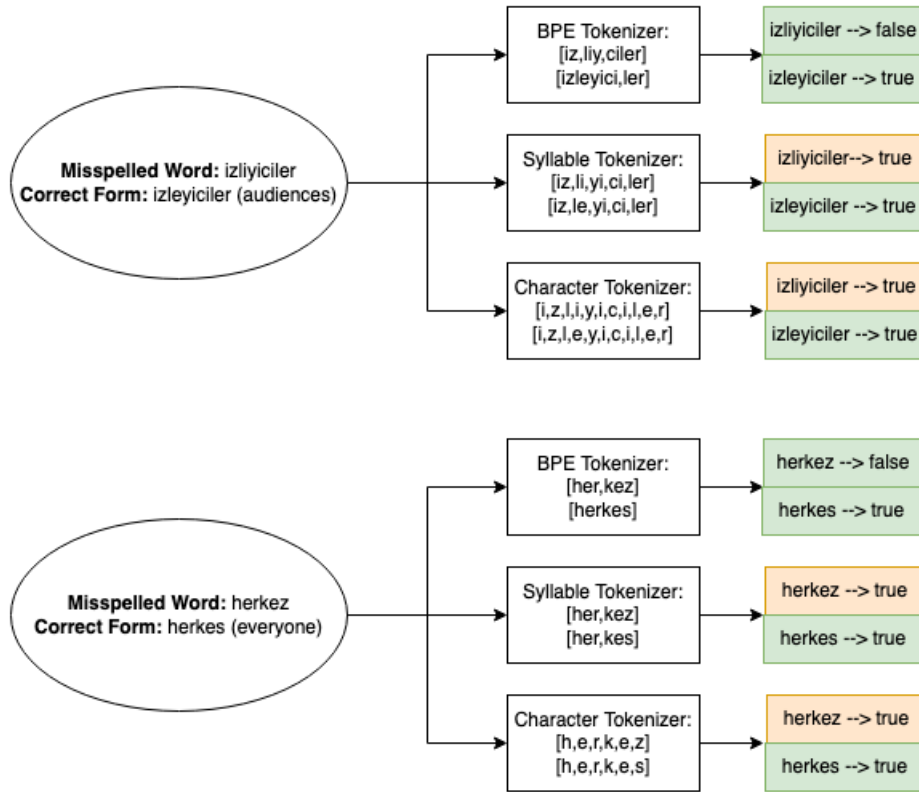 Misspelled Word: izliyiciler
Correct Form: izleyiciler (audiences)
BPE Tokenizer:
[iz,liy,ciler]
[izleyici,ler]
izliyiciler --> false
izleyiciler --> true
Syllable Tokenizer:
[iz,li,yi,ci,ler]
[iz,le,yi,ci,ler]
izliyiciler--> true
izleyiciler --> true
Character Tokenizer:
[i,z,l,i,y,i,c,i,l,e,r]
[i,z,l,e,y,i,c,i,l,e,r]
izliyiciler --> true
izleyiciler --> true
Misspelled Word: herkez
Correct Form: herkes (everyone)
BPE Tokenizer:
[her,kez]
[herkes]
herkez --> false
herkes --> true
Syllable Tokenizer:
[her,kez]
[her,kes]
herkez --> true
herkes --> true
Character Tokenizer:
[h,e,r,k,e,z]
[h,e,r,k,e,s]
herkez --> true
herkes --> true